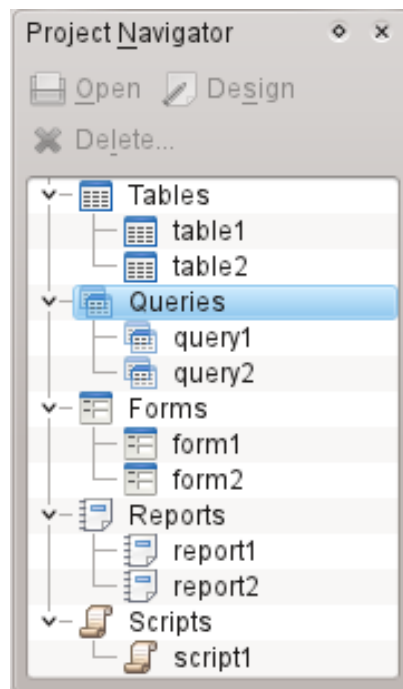 Project Navigator
Open Design
Delete...
Tables
table1
table2
Queries
query1
query2
Forms
form1
form2
Reports
report1
report2
Scripts
script1